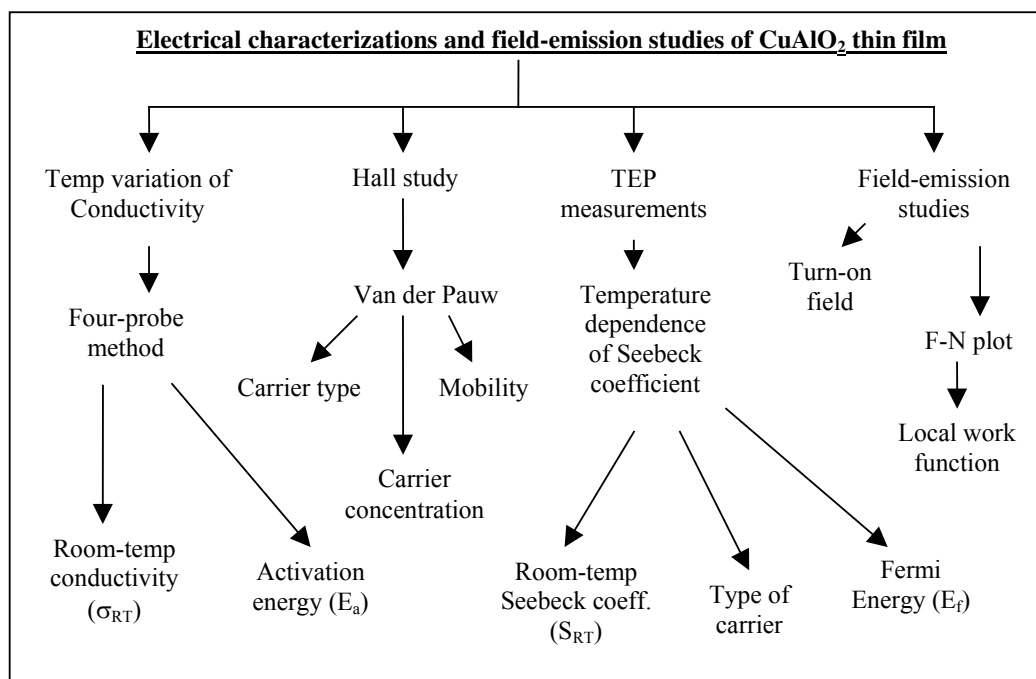 Electrical characterizations and field-emission studies of CuAlO₂ thin film
Temp variation of
Conductivity
Hall study
TEP
measurements
Field-emission
studies
Four-probe
method
Van der Pauw
Temperature
dependence
of Seebeck
coefficient
Turn-on
field
F-N plot
Carrier type
Mobility
Local work
function
Carrier
concentration
Room-temp
conductivity
(σRT)
Activation
energy (Ea)
Room-temp
Seebeck coeff.
(SRT)
Type of
carrier
Fermi
Energy (Ef)